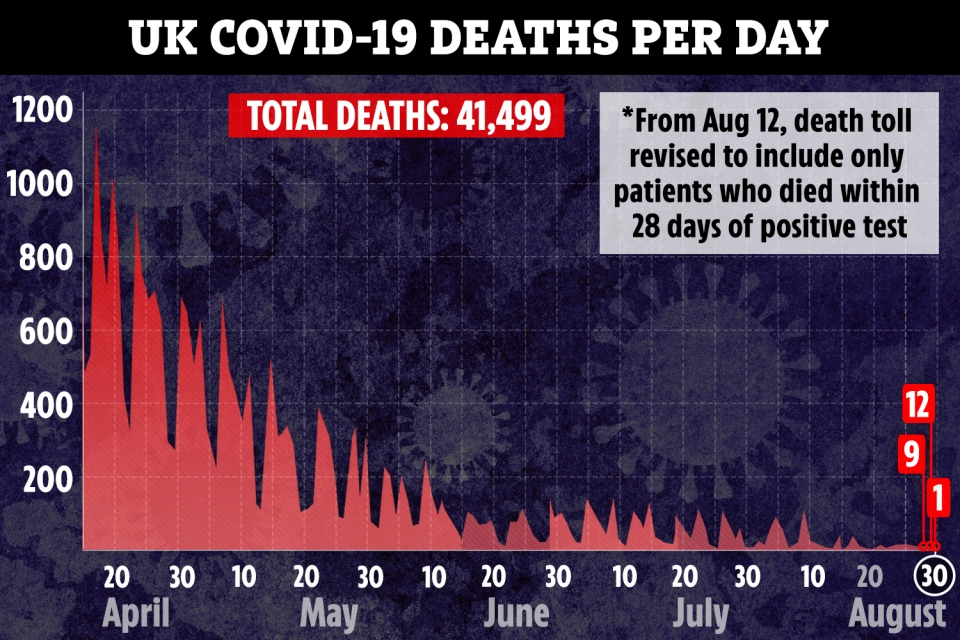 UK COVID-19 DEATHS PER DAY
TOTAL DEATHS: 41,499
*From Aug 12, death toll
revised to include only
patients who died within
28 days of positive test
1200
1000
800
600
400
200
12
9
1
20 30 10 20 30 10 20 30 10 20 30 10 20 30
April May June July August